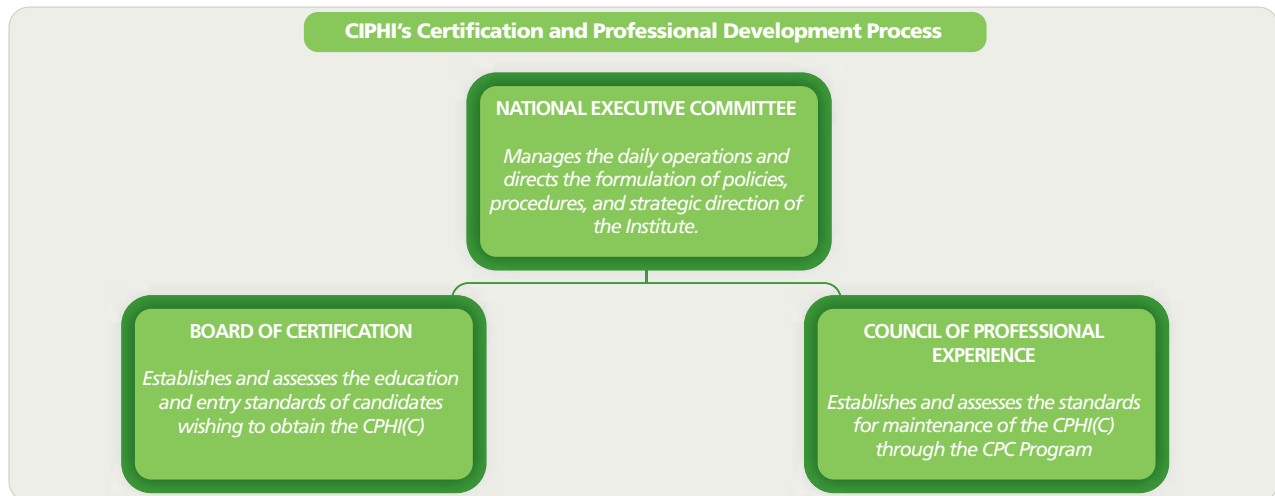 CIPHI's Certification and Professional Development Process
NATIONAL EXECUTIVE COMMITTEE
Manages the daily operations and
directs the formulation of policies,
procedures, and strategic direction of
the Institute.
BOARD OF CERTIFICATION
Establishes and assesses the education
and entry standards of candidates
wishing to obtain the CPHI(C)
COUNCIL OF PROFESSIONAL
EXPERIENCE
Establishes and assesses the standards
for maintenance of the CPHI(C)
through the CPC Program